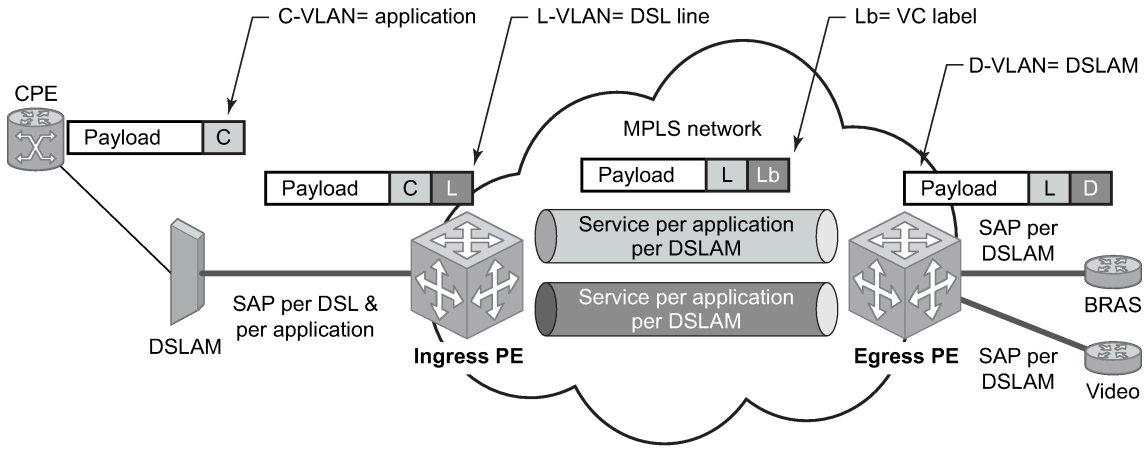 C-VLAN= application
L-VLAN= DSL line
Lb= VC label
D-VLAN= DSLAM
CPE
Payload C
MPLS network
Payload C L
Payload L Lb
Payload L D
Service per application
per DSLAM
SAP per
DSLAM
SAP per DSL &
per application
BRAS
Service per application
per DSLAM
DSLAM
Ingress PE
Egress PE
SAP per
DSLAM
Video